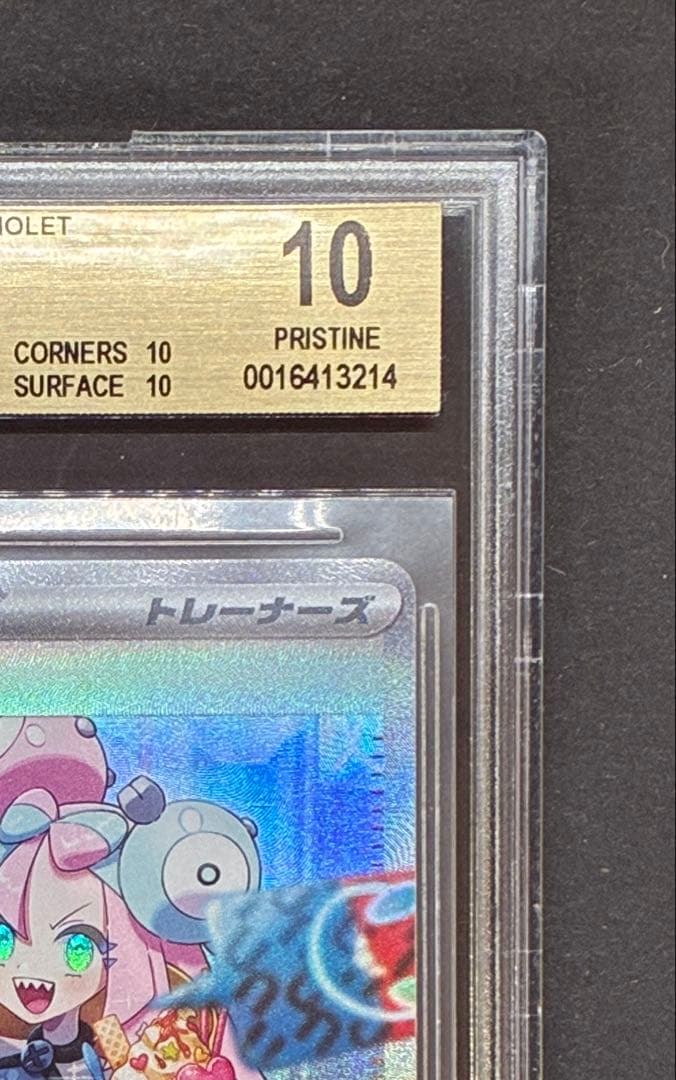 IOLET
10
PRISTINE
CORNERS 10
SURFACE 10
0016413214
トレーナーズ